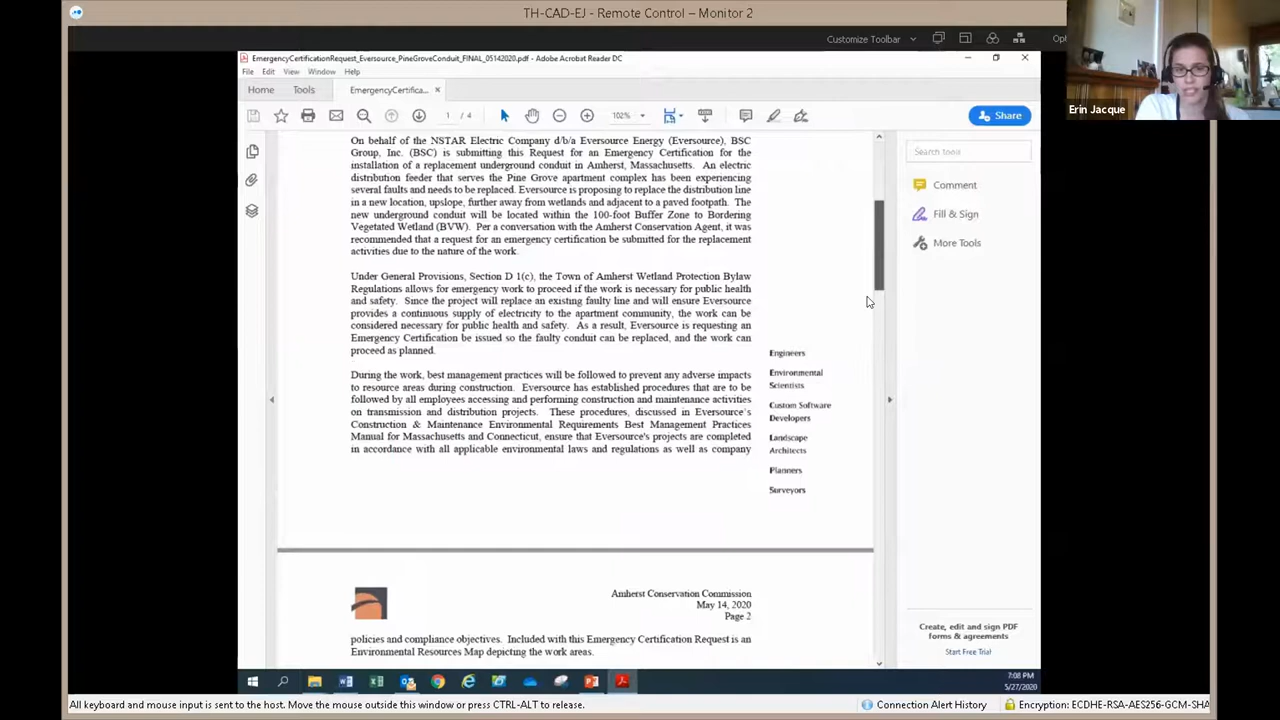 TH-CAD-EJ - Remote Control – Monitor 2
Customize Toolbar
Erin Jacque
EmergencyCertificationRequest_Eversource_PineGroveConduit_FINAL_05142020.pdf - Adobe Acrobat Reader DC
File Edit View Window Help
Home Tools EmergencyCertifica...
1 / 4
102%
Share
On behalf of the NSTAR Electric Company d/b/a Eversource Energy (Eversource), BSC
Group, Inc. (BSC) is submitting this Request for an Emergency Certification for the
installation of a replacement underground conduit in Amherst, Massachusetts. An electric
distribution feeder that serves the Pine Grove apartment complex has been experiencing
several faults and needs to be replaced. Eversource is proposing to replace the distribution line
in a new location, upslope, further away from wetlands and adjacent to a paved footpath. The
new underground conduit will be located within the 100-foot Buffer Zone to Bordering
Vegetated Wetland (BVW). Per a conversation with the Amherst Conservation Agent, it was
recommended that a request for an emergency certification be submitted for the replacement
activities due to the nature of the work.
Under General Provisions, Section D 1(c), the Town of Amherst Wetland Protection Bylaw
Regulations allows for emergency work to proceed if the work is necessary for public health
and safety. Since the project will replace an existing faulty line and will ensure Eversource
provides a continuous supply of electricity to the apartment community, the work can be
considered necessary for public health and safety. As a result, Eversource is requesting an
Emergency Certification be issued so the faulty conduit can be replaced, and the work can
proceed as planned.
During the work, best management practices will be followed to prevent any adverse impacts
to resource areas during construction. Eversource has established procedures that are to be
followed by all employees accessing and performing construction and maintenance activities
on transmission and distribution projects. These procedures, discussed in Eversource's
Construction & Maintenance Environmental Requirements Best Management Practices
Manual for Massachusetts and Connecticut, ensure that Eversource's projects are completed
in accordance with all applicable environmental laws and regulations as well as company
Engineers
Environmental
Scientists
Custom Software
Developers
Landscape
Architects
Planners
Surveyors
Amherst Conservation Commission
May 14, 2020
Page 2
policies and compliance objectives. Included with this Emergency Certification Request is an
Environmental Resources Map depicting the work areas.
Search tools
Comment
Fill & Sign
More Tools
Create, edit and sign PDF
forms & agreements
Start Free Trial
7:08 PM
5/27/2020
All keyboard and mouse input is sent to the host. Move the mouse outside this window or press CTRL-ALT to release.
Connection Alert History
Encryption: ECDHE-RSA-AES256-GCM-SHA